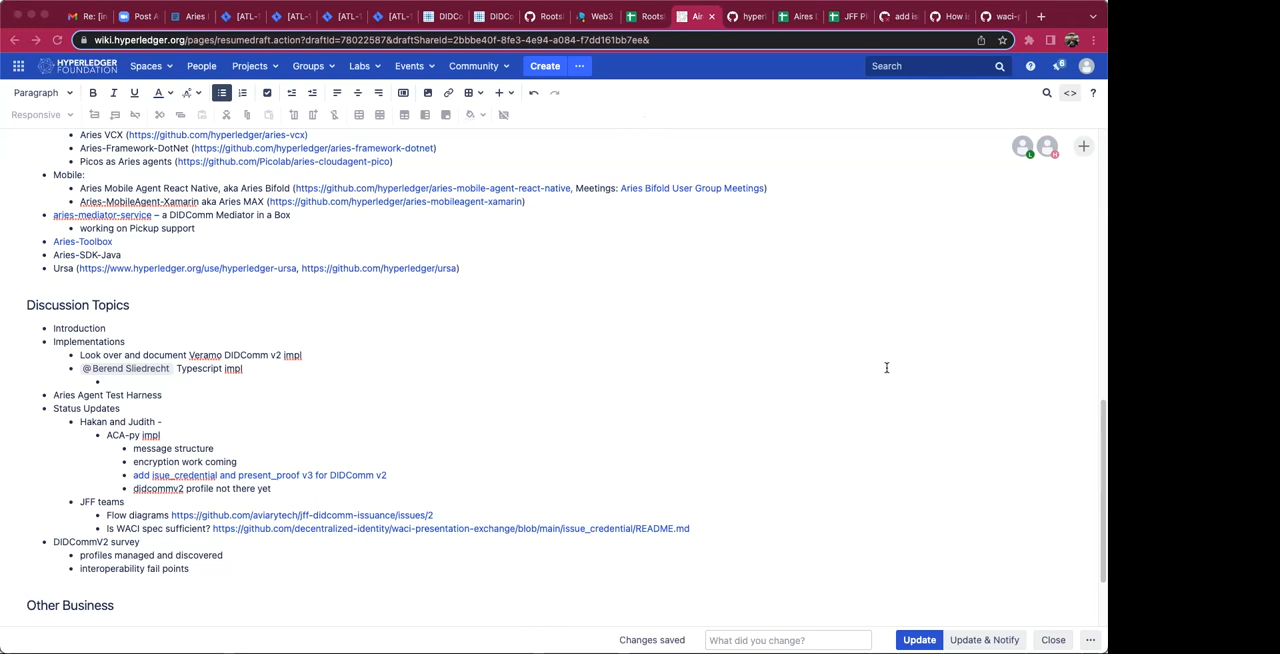 Re: [in
Post A
Aries
[ATL-
[ATL-
[ATL-
[ATL-
DIDCo
DIDCo
Roots
Web3
Roots
Ari
hyper
Aires
JFF Pl
add is
How i
waci-p
wiki.hyperledger.org/pages/resumedraft.action?draftId=78022587&draftShareId=2bbbe40f-8fe3-4e94-a084-f7dd161bb7ee&
HYPERLEDGER FOUNDATION Spaces People Projects Groups Labs Events Community Create Search 6
Paragraph B I U A
Responsive
Aries VCX (https://github.com/hyperledger/aries-vcx)
Aries-Framework-DotNet (https://github.com/hyperledger/aries-framework-dotnet)
Picos as Aries agents (https://github.com/Picolab/aries-cloudagent-pico)
Mobile:
Aries Mobile Agent React Native, aka Aries Bifold (https://github.com/hyperledger/aries-mobile-agent-react-native, Meetings: Aries Bifold User Group Meetings)
Aries-MobileAgent-Xamarin aka Aries MAX (https://github.com/hyperledger/aries-mobileagent-xamarin)
aries-mediator-service – a DIDComm Mediator in a Box
working on Pickup support
Aries-Toolbox
Aries-SDK-Java
Ursa (https://www.hyperledger.org/use/hyperledger-ursa, https://github.com/hyperledger/ursa)
Discussion Topics
Introduction
Implementations
Look over and document Veramo DIDComm v2 impl
@Berend Sliedrecht Typescript impl
Aries Agent Test Harness
Status Updates
Hakan and Judith -
ACA-py impl
message structure
encryption work coming
add jsue_credential and present_proof v3 for DIDComm v2
didcommv2 profile not there yet
JFF teams
Flow diagrams https://github.com/aviarytech/jff-didcomm-issuance/issues/2
Is WACI spec sufficient? https://github.com/decentralized-identity/waci-presentation-exchange/blob/main/issue_credential/README.md
DIDCommV2 survey
profiles managed and discovered
interoperability fail points
Other Business
Changes saved What did you change? Update Update & Notify Close